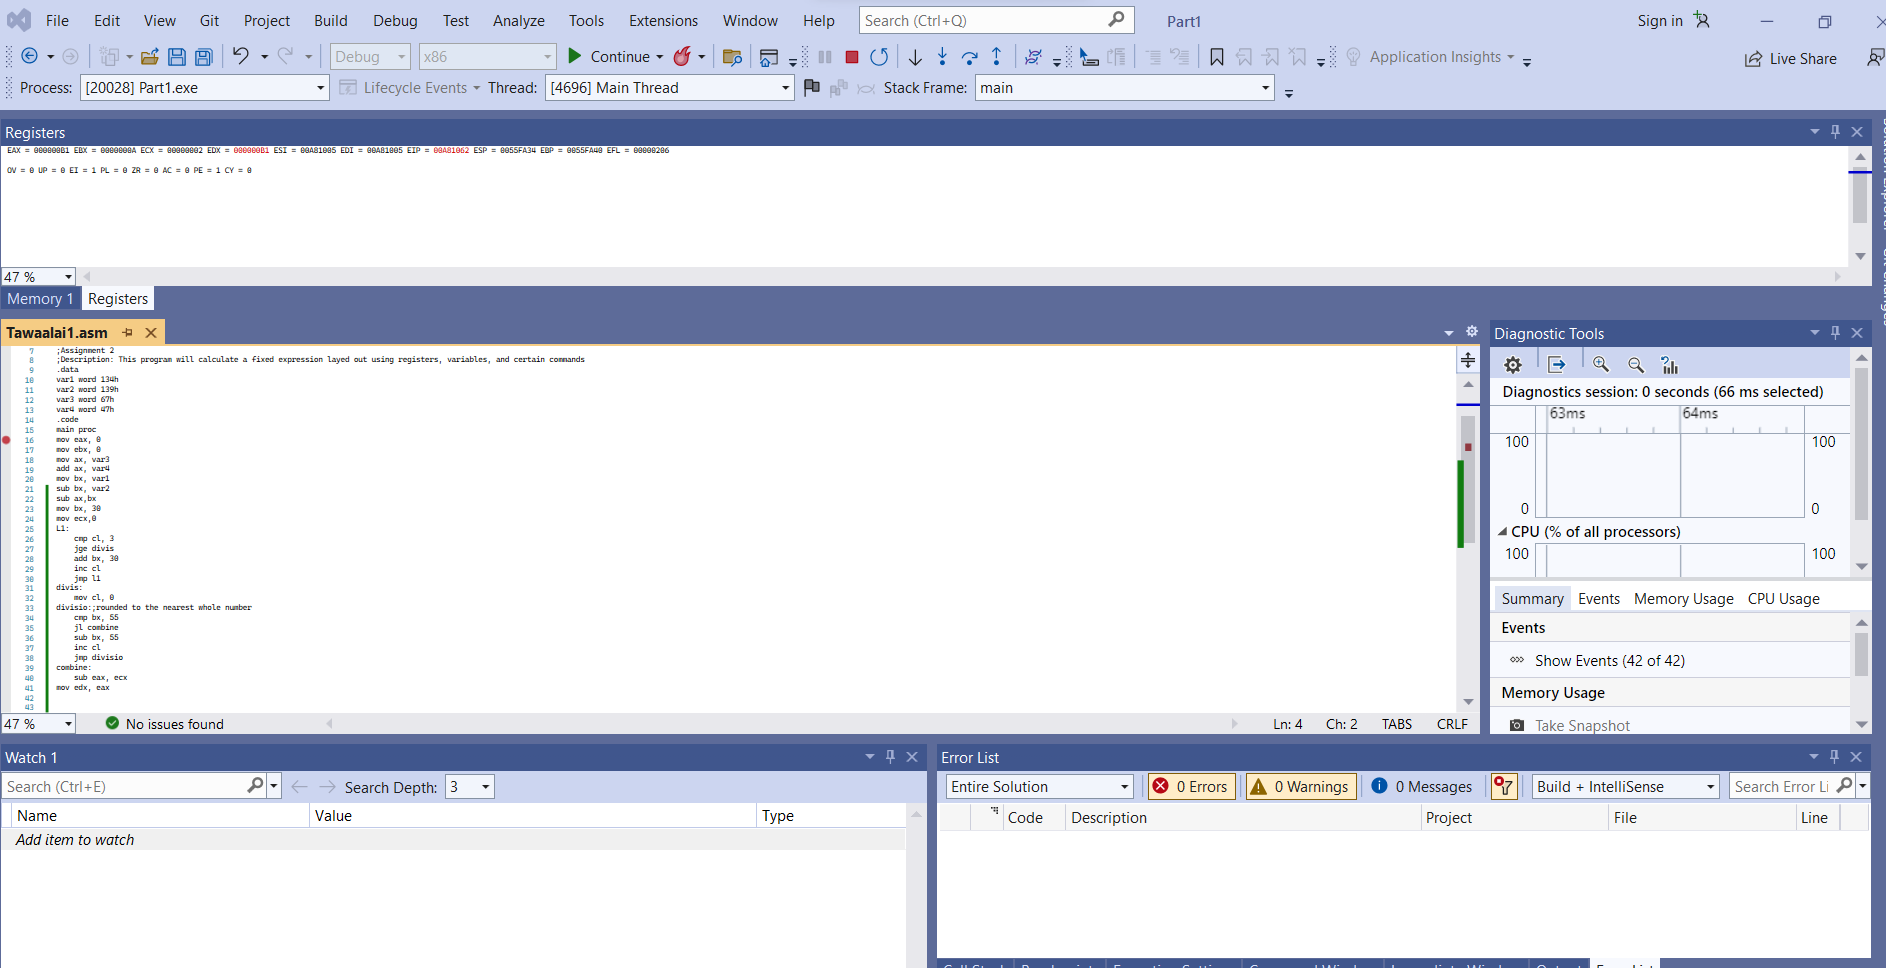 File Edit View Git Project Build Debug Test Analyze Tools Extensions Window Help Search (Ctrl+Q) Part1 Sign in
Debug x86 Continue Application Insights Live Share
Process: [20028] Part1.exe Lifecycle Events Thread: [4696] Main Thread Stack Frame: main
Registers
EAX = 000000B1 EBX = 0000000A ECX = 00000002 EDX = 000000B1 ESI = 00A81005 EDI = 00A81005 EIP = 00A81062 ESP = 0055FA34 EBP = 0055FA40 EFL = 00000206
OV = 0 UP = 0 EI = 1 PL = 0 ZR = 0 AC = 0 PE = 1 CY = 0
47 %
Memory 1 Registers
Tawaalai1.asm
7 ;Assignment 2
8 ;Description: This program will calculate a fixed expression layed out using registers, variables, and certain commands
9 .data
10 var1 word 134h
11 var2 word 139h
12 var3 word 67h
13 var4 word 47h
14 .code
15 main proc
16 mov eax, 0
17 mov ebx, 0
18 mov ax, var3
19 add ax, var4
20 mov bx, var1
21 sub bx, var2
22 sub ax,bx
23 mov bx, 30
24 mov ecx,0
25 L1:
26 cmp cl, 3
27 jge divis
28 add bx, 30
29 inc cl
30 jmp l1
31 divis:
32 mov cl, 0
33 divisio:;rounded to the nearest whole number
34 cmp bx, 55
35 jl combine
36 sub bx, 55
37 inc cl
38 jmp divisio
39 combine:
40 sub eax, ecx
41 mov edx, eax
42
43
47 % No issues found Ln: 4 Ch: 2 TABS CRLF
Diagnostic Tools
Diagnostics session: 0 seconds (66 ms selected)
63ms 64ms
100 100
0 0
CPU (% of all processors)
100 100
Summary Events Memory Usage CPU Usage
Events
Show Events (42 of 42)
Memory Usage
Take Snapshot
Watch 1
Search (Ctrl+E) Search Depth: 3
Name Value Type
Add item to watch
Error List
Entire Solution 0 Errors 0 Warnings 0 Messages Build + IntelliSense Search Error Li
Code Description Project File Line